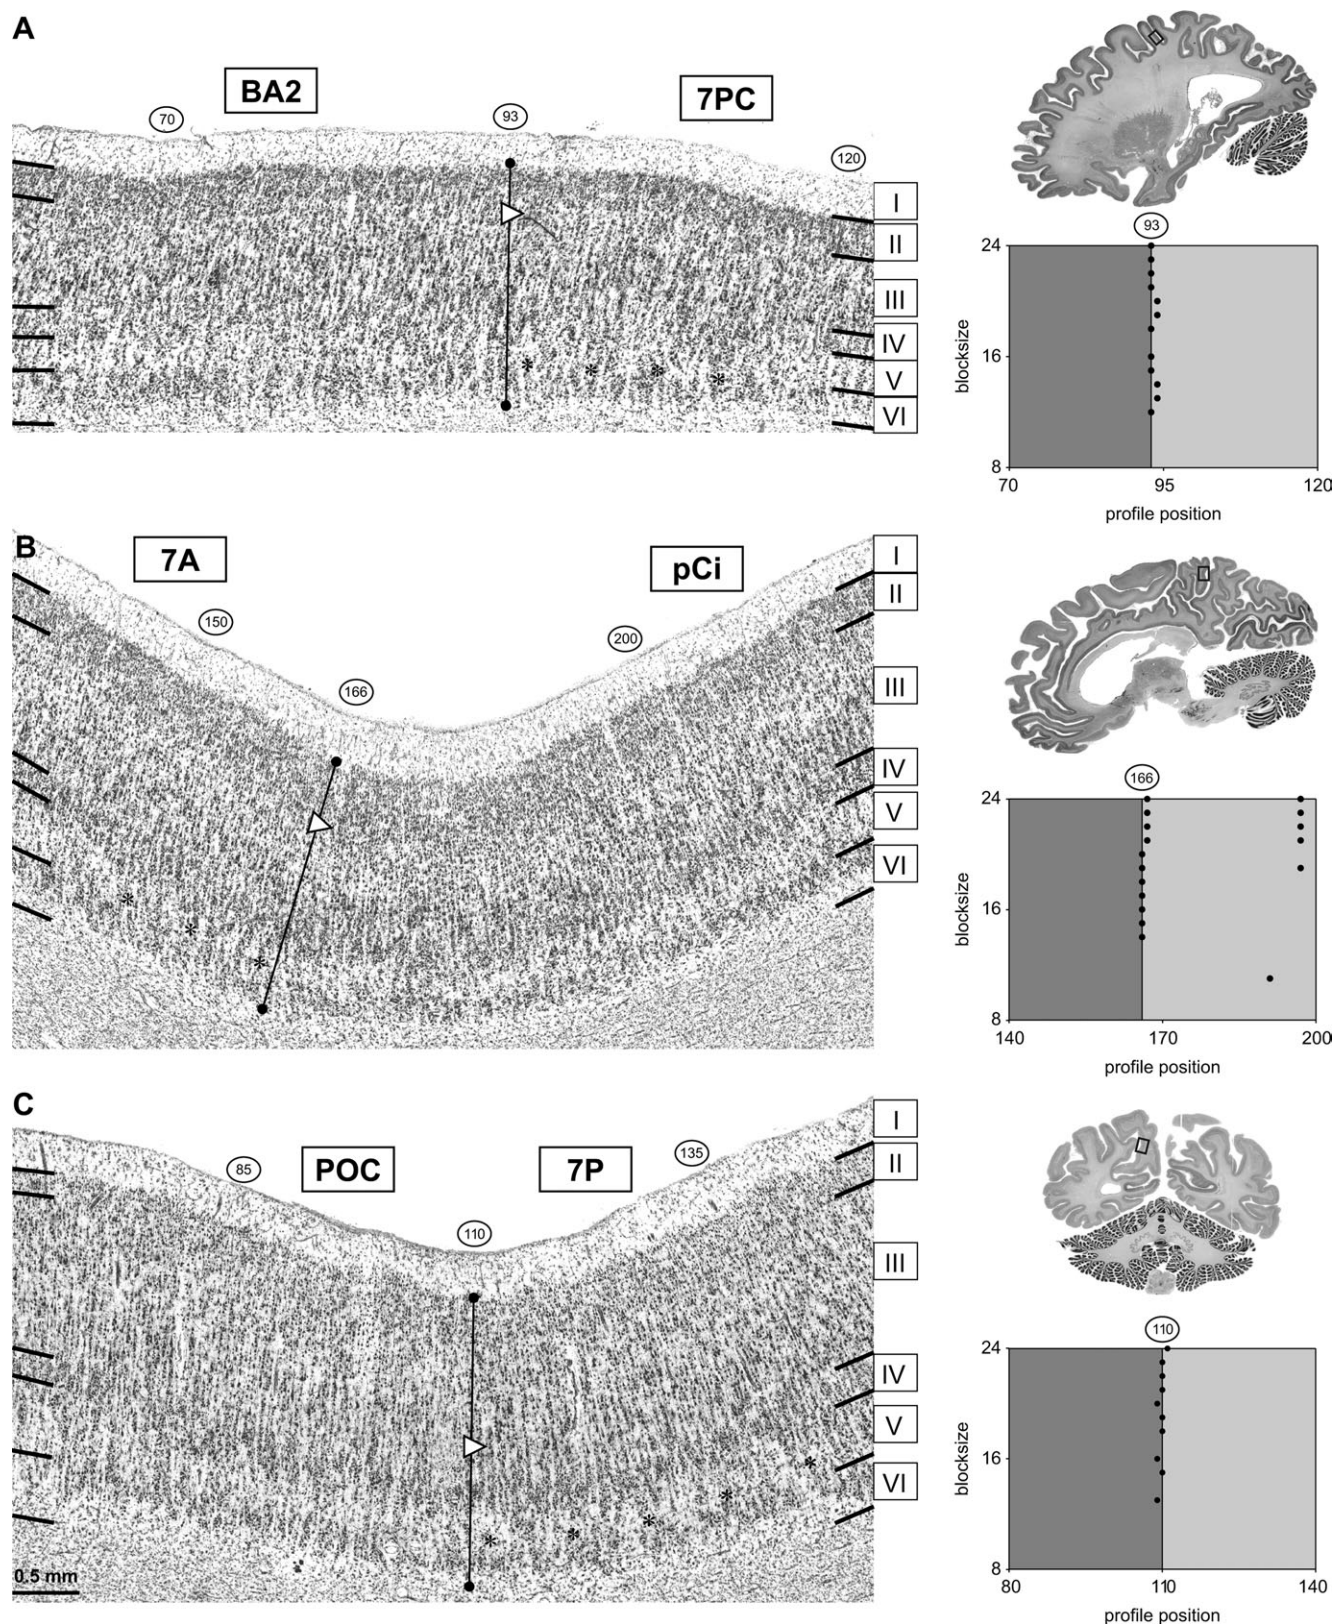 A
BA2
7PC
70
93
120
I
II
III
IV
V
VI
93
24
16
8
blocksize
70
95
120
profile position
B
7A
pCi
150
166
200
I
II
III
IV
V
VI
166
24
16
8
blocksize
140
170
200
profile position
C
POC
7P
85
110
135
I
II
III
IV
V
VI
0.5 mm
110
24
16
8
blocksize
80
110
140
profile position